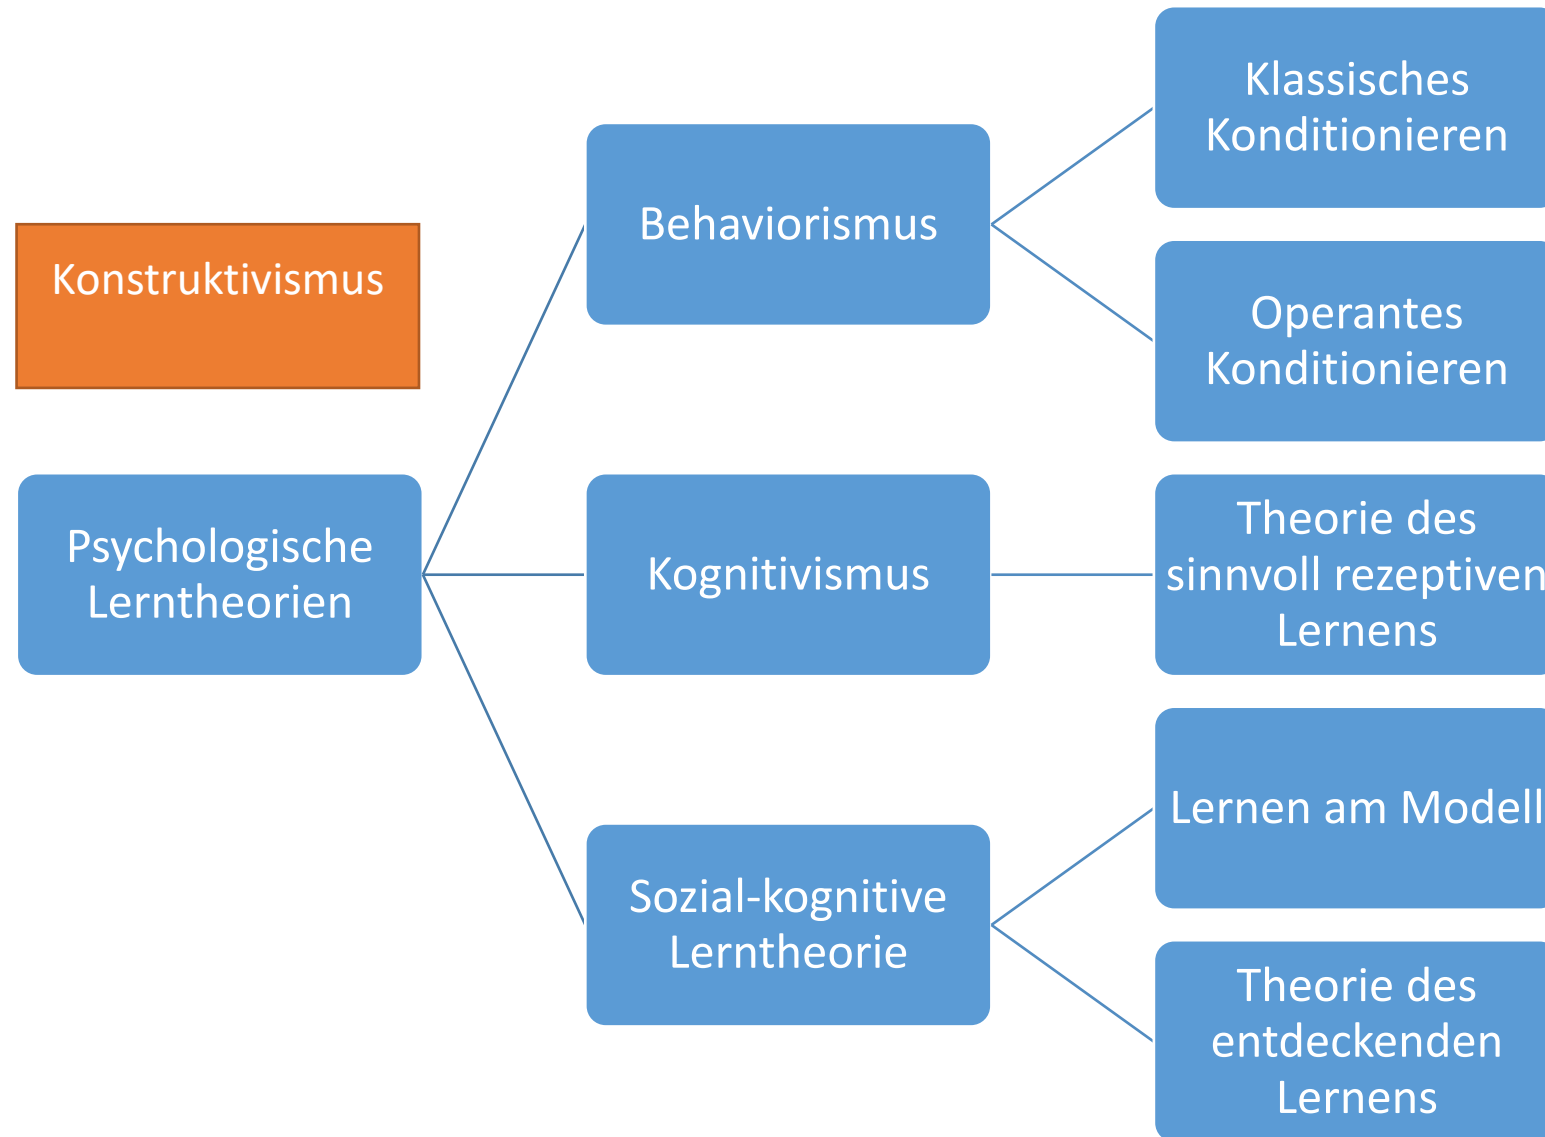 Konstruktivismus
Psychologische
Lerntheorien
Behaviorismus
Kognitivismus
Sozial-kognitive
Lerntheorie
Klassisches
Konditionieren
Operantes
Konditionieren
Theorie des
sinnvoll rezeptiven
Lernens
Lernen am Modell
Theorie des
entdeckenden
Lernens